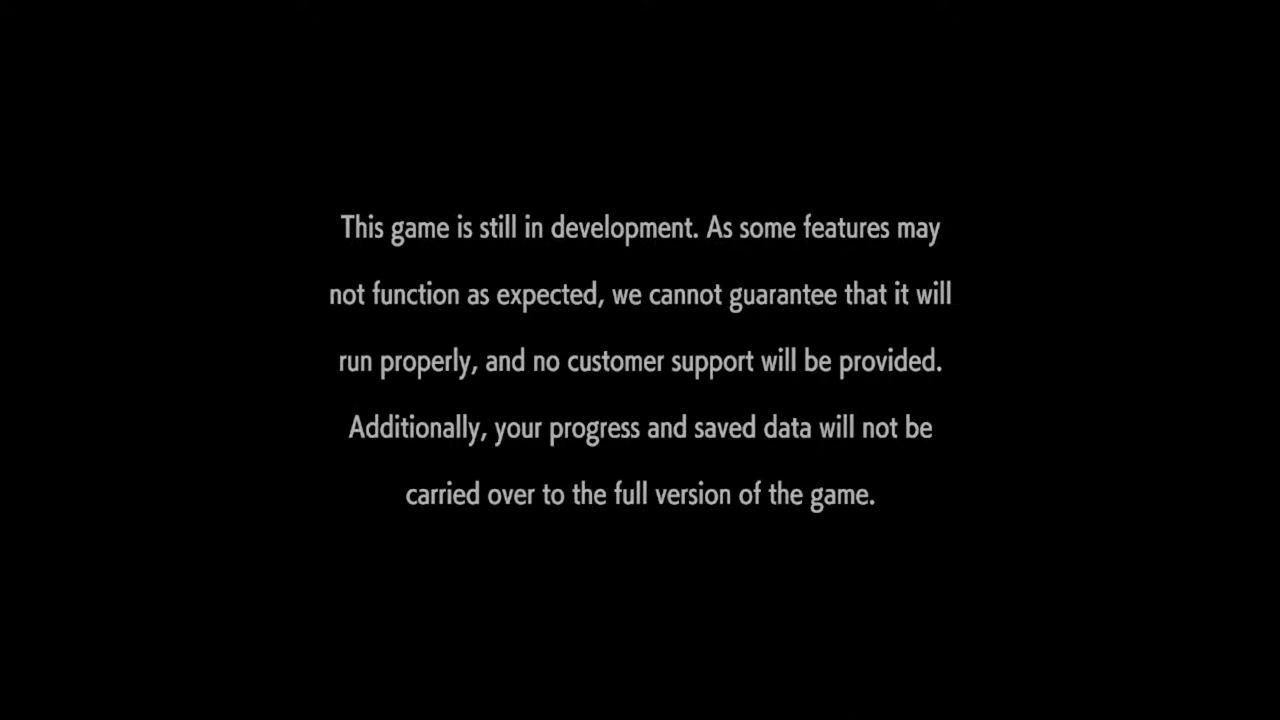 This game is still in development. As some features may
not function as expected, we cannot guarantee that it will
run properly, and no customer support will be provided.
Additionally, your progress and saved data will not be
carried over to the full version of the game.